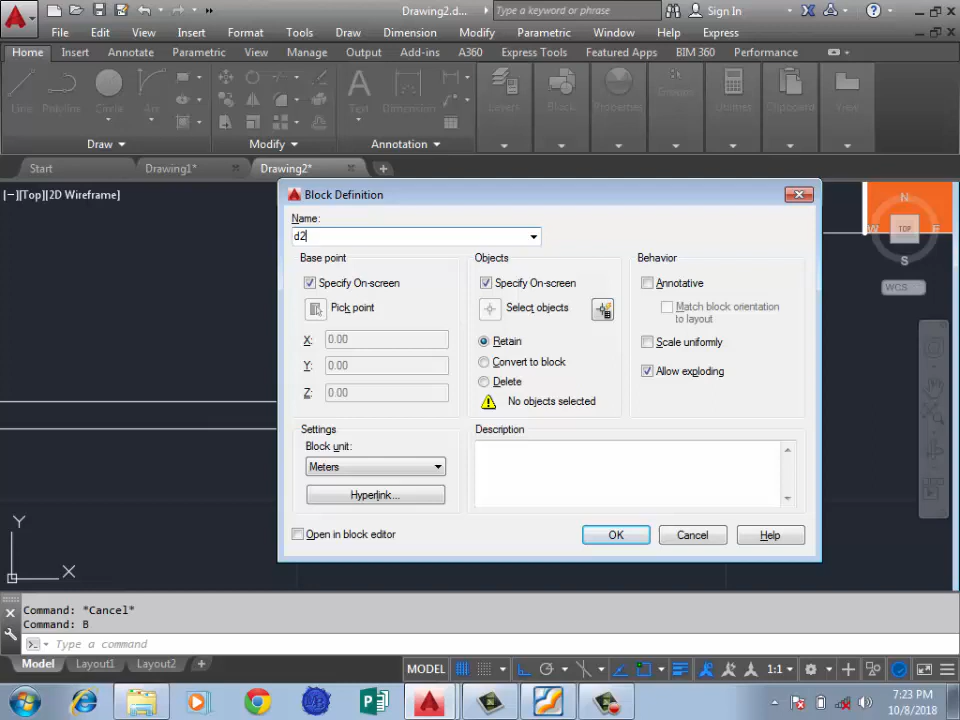 Drawing2.d...
Type a keyword or phrase
Sign In
File Edit View Insert Format Tools Draw Dimension Modify Parametric Window Help Express
Home Insert Annotate Parametric View Manage Output Add-ins A360 Express Tools Featured Apps BIM 360 Performance
Line Polyline Circle Arc Text Dimension Layers Block Properties Groups Utilities Clipboard View
Draw Modify Annotation
Start Drawing1* Drawing2*
[−][Top][2D Wireframe]
Block Definition
Name:
d2
Base point
Specify On-screen
Pick point
X: 0.00
Y: 0.00
Z: 0.00
Objects
Specify On-screen
Select objects
Retain
Convert to block
Delete
No objects selected
Behavior
Annotative
Match block orientation
to layout
Scale uniformly
Allow exploding
Settings
Block unit:
Meters
Hyperlink...
Description
Open in block editor
OK Cancel Help
N
W TOP E
S
WCS
Y
X
Command: *Cancel*
Command: B
Type a command
Model Layout1 Layout2
MODEL 1:1
7:23 PM
10/8/2018